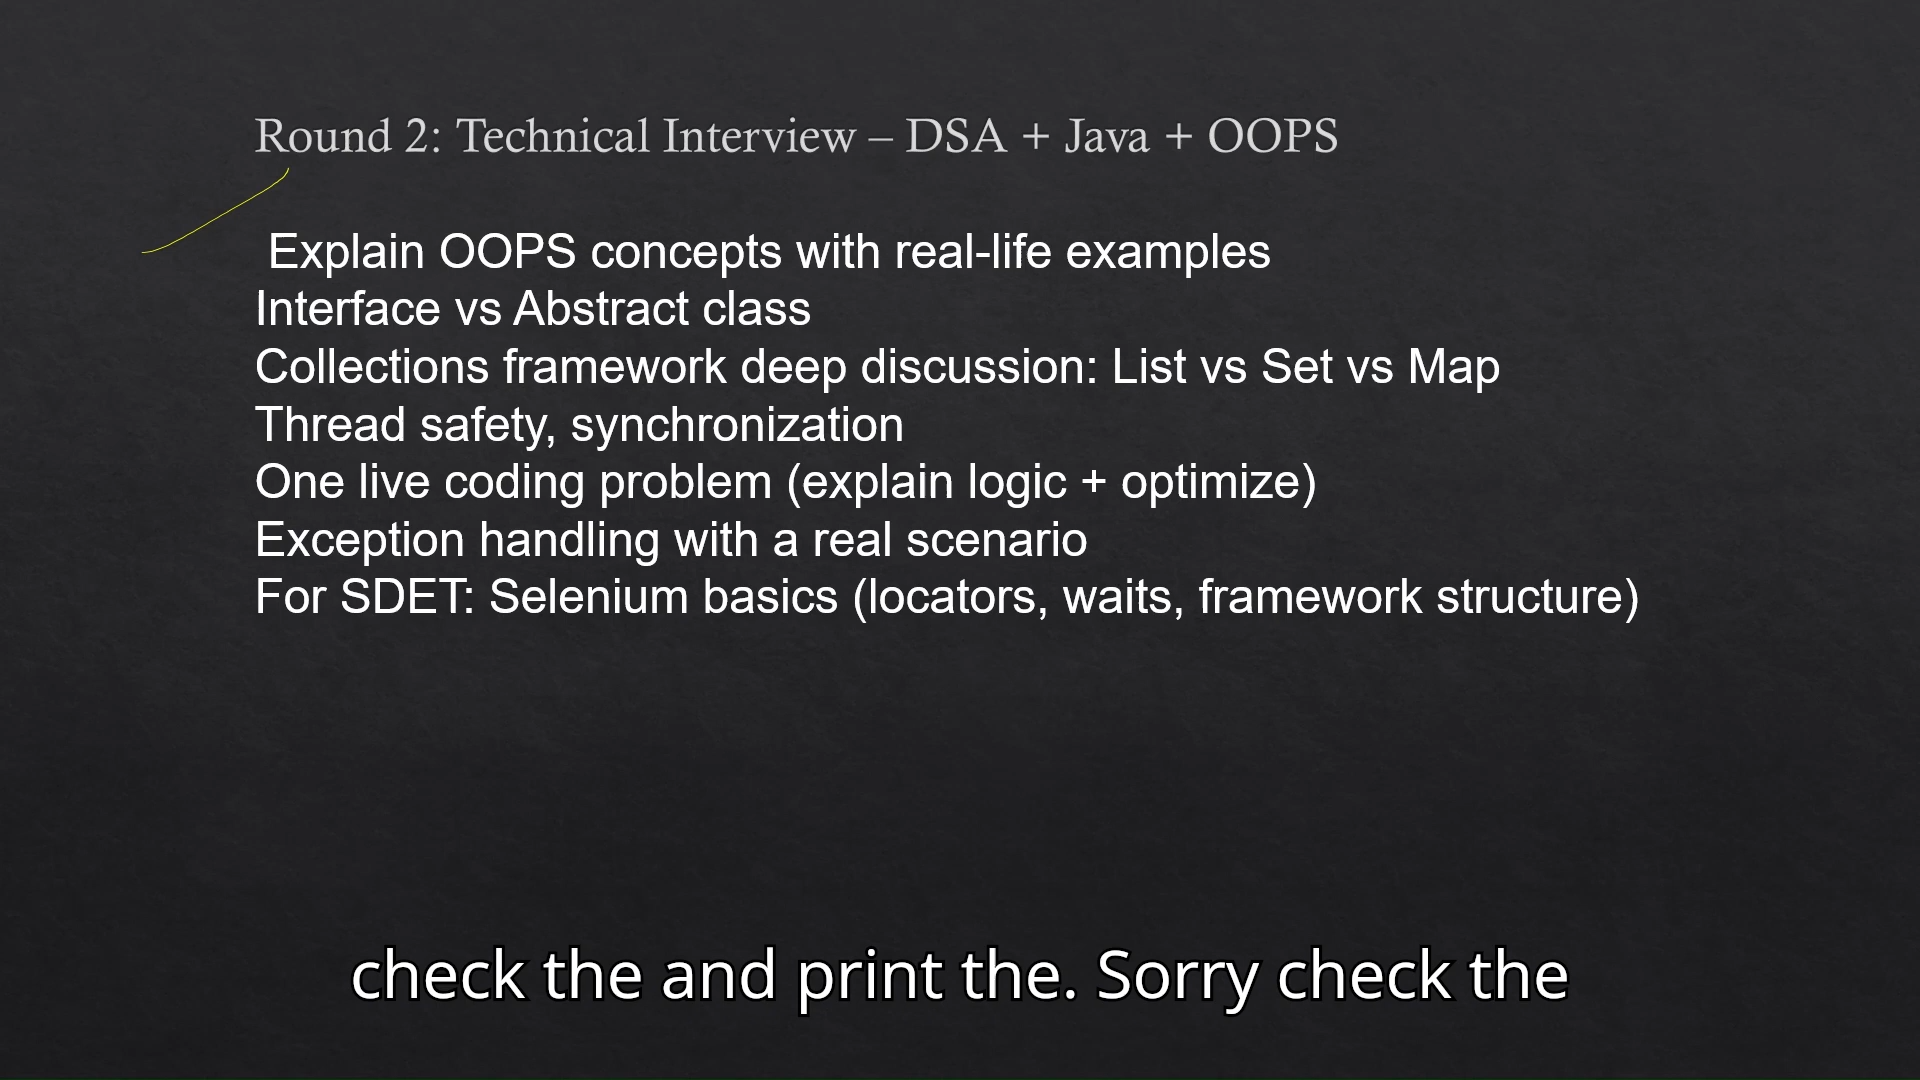 Round 2: Technical Interview – DSA + Java + OOPS
Explain OOPS concepts with real-life examples
Interface vs Abstract class
Collections framework deep discussion: List vs Set vs Map
Thread safety, synchronization
One live coding problem (explain logic + optimize)
Exception handling with a real scenario
For SDET: Selenium basics (locators, waits, framework structure)
check the and print the. Sorry check the